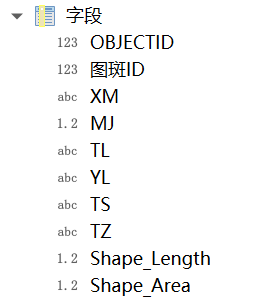 字段
123 OBJECTID
123 图斑ID
abc XM
1.2 MJ
abc TL
abc YL
abc TS
abc TZ
1.2 Shape_Length
1.2 Shape_Area